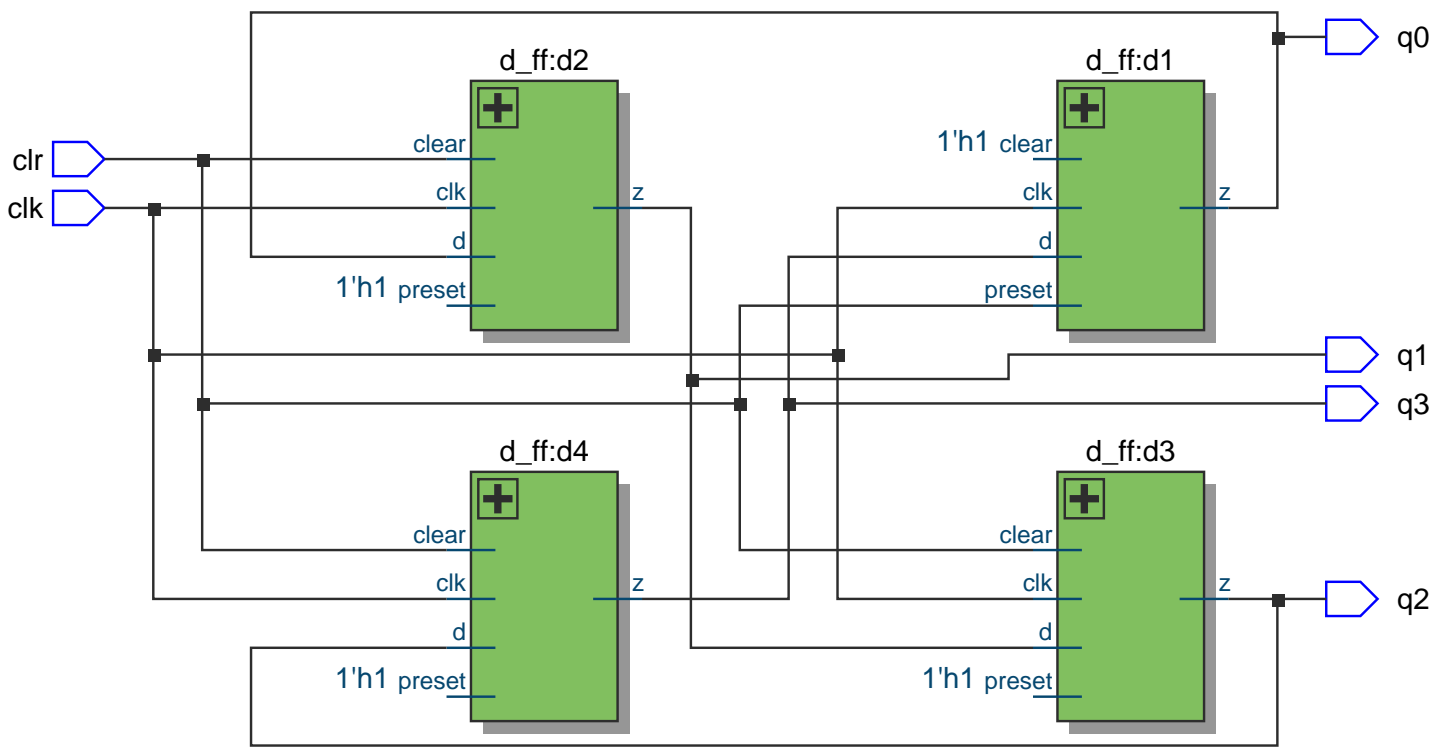 q0
d_ff:d2
d_ff:d1
clr
clear
1'h1 clear
clk
clk
z
clk
z
d
d
1'h1 preset
preset
q1
q3
d_ff:d4
d_ff:d3
clear
clear
clk
z
clk
z
q2
d
d
1'h1 preset
1'h1 preset